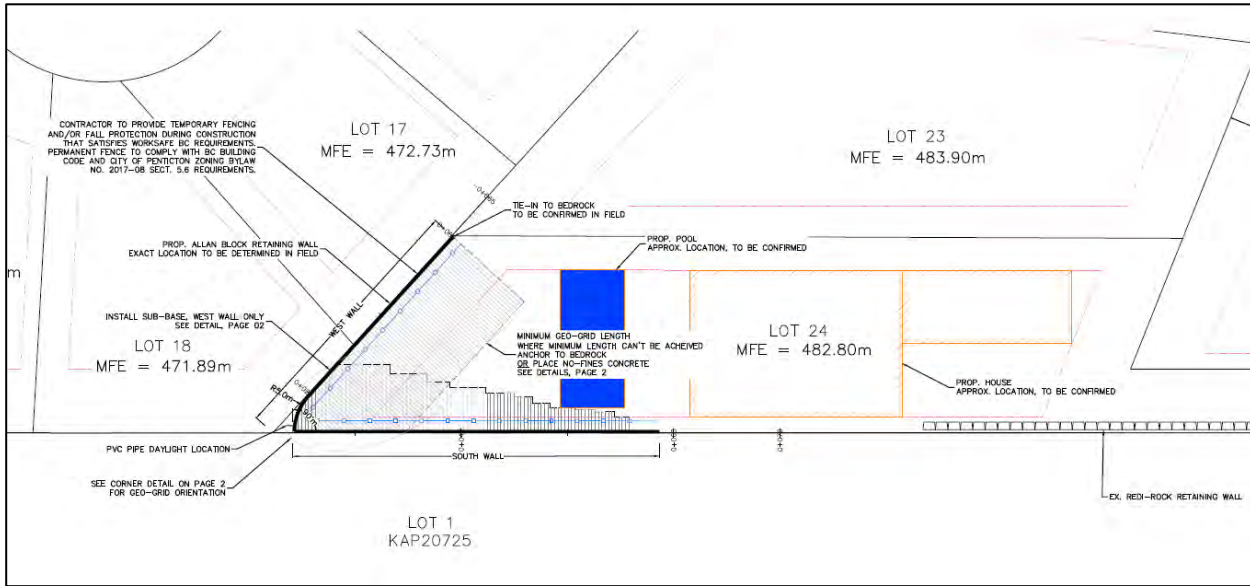 CONTRACTOR TO PROVIDE TEMPORARY FENCING
AND/OR FALL PROTECTION DURING CONSTRUCTION
THAT SATISFIES WORKSAFE BC REQUIREMENTS.
PERMANENT FENCE TO COMPLY WITH BC BUILDING
CODE AND CITY OF PENTICTON ZONING BYLAW
NO. 2017-08 SECT. 5.6 REQUIREMENTS.
LOT 17
MFE = 472.73m
LOT 23
MFE = 483.90m
TIE-IN TO BEDROCK
TO BE CONFIRMED IN FIELD
PROP. ALLAN BLOCK RETAINING WALL
EXACT LOCATION TO BE DETERMINED IN FIELD
PROP. POOL
APPROX. LOCATION, TO BE CONFIRMED
m
WEST WALL
INSTALL SUB-BASE, WEST WALL ONLY
SEE DETAIL, PAGE 02
LOT 18
MFE = 471.89m
MINIMUM GEO-GRID LENGTH
WHERE MINIMUM LENGTH CAN'T BE ACHEIVED
ANCHOR TO BEDROCK
OR PLACE NO-FINES CONCRETE
SEE DETAILS, PAGE 2
LOT 24
MFE = 482.80m
PROP. HOUSE
APPROX. LOCATION, TO BE CONFIRMED
R5.0m
PVC PIPE DAYLIGHT LOCATION
SOUTH WALL
SEE CORNER DETAIL ON PAGE 2
FOR GEO-GRID ORIENTATION
EX. REDI-ROCK RETAINING WALL
LOT 1
KAP20725